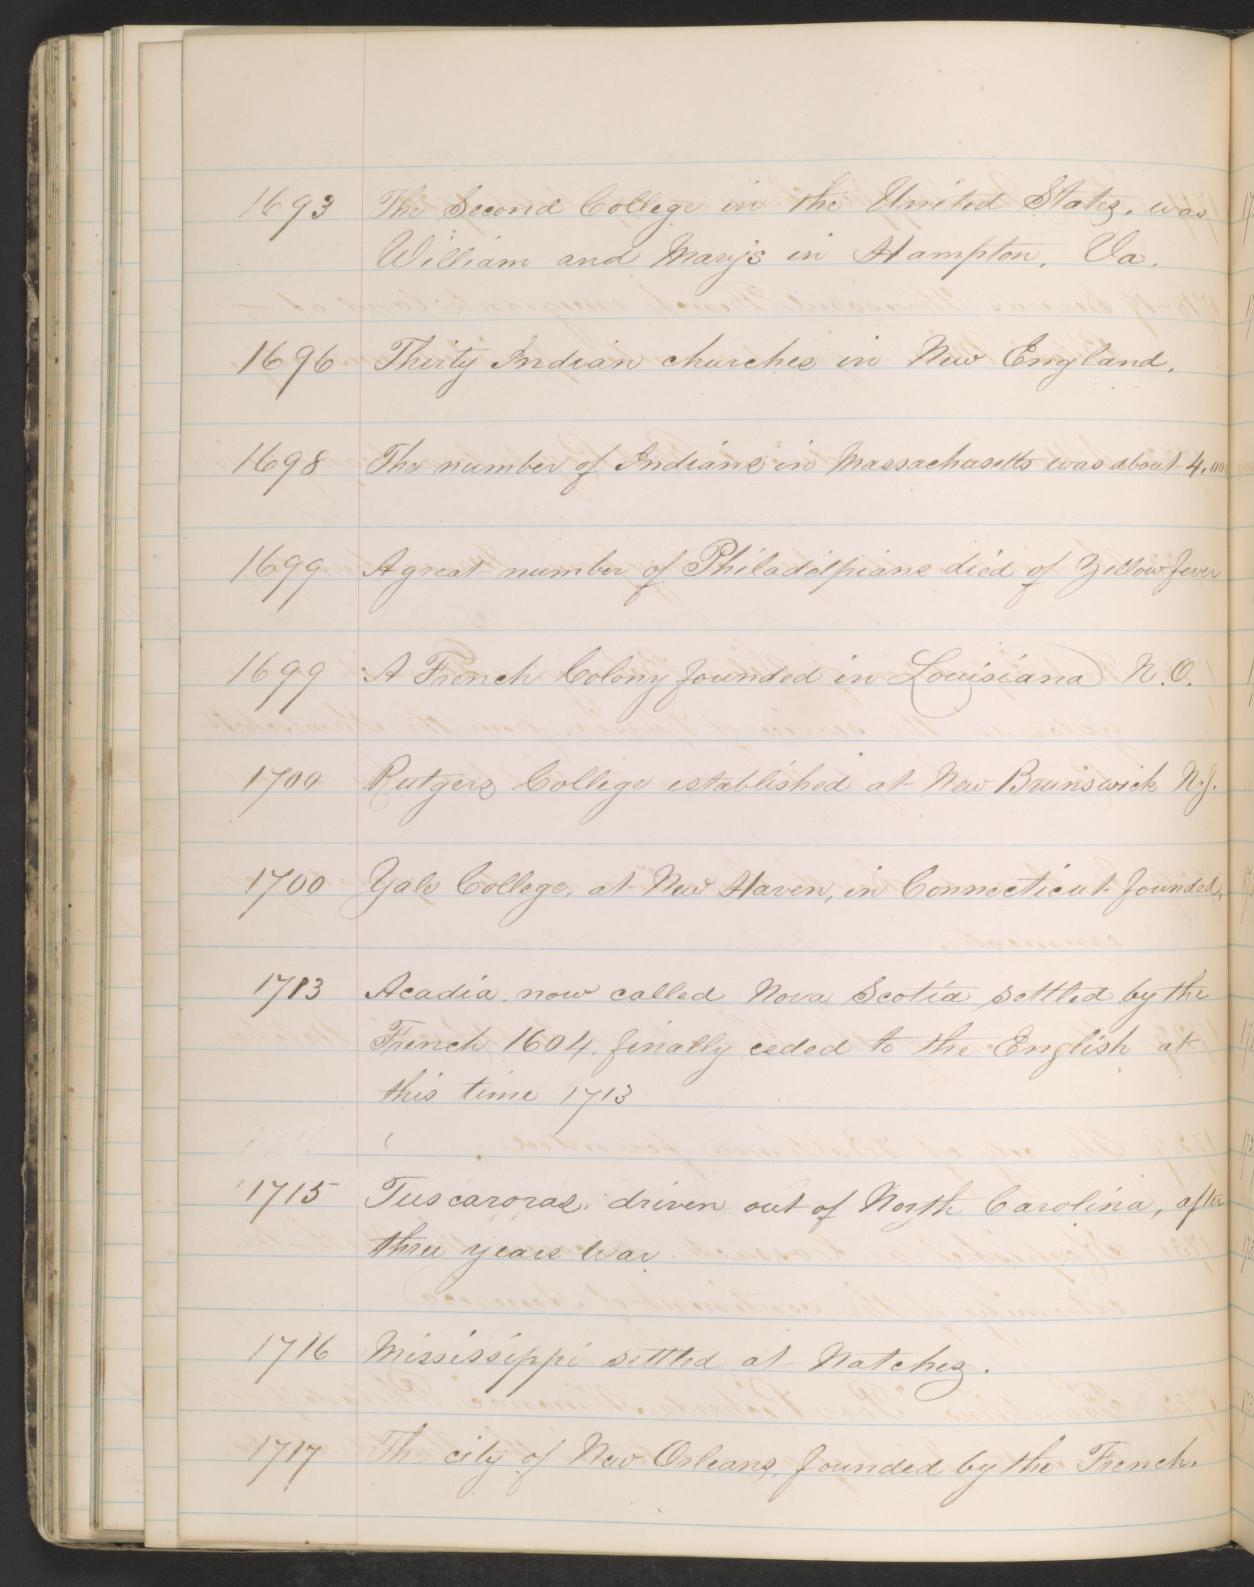 1693 The Second College in the United States, was
William and Mary's in Hampton, Va.
1696 Thirty Indian churches in New England.
1698 The number of Indians in Massachusetts was about 4,00
1699 A great number of Philadelpians died of Yellow fever
1699 A French Colony founded in Louisiana N.O.
1700 Rutgers College established at New Brunswick N.J.
1700 Yale College, at New Haven, in Connecticut founded,
1713 Acadia now called Nova Scotia settled by the
French 1604. finally ceded to the English at
this time 1713
1715 Tuscaroras. driven out of North Carolina, after
three years war
1716 Mississippi settled at Natchez.
1717 The city of New Orleans, founded by the French.